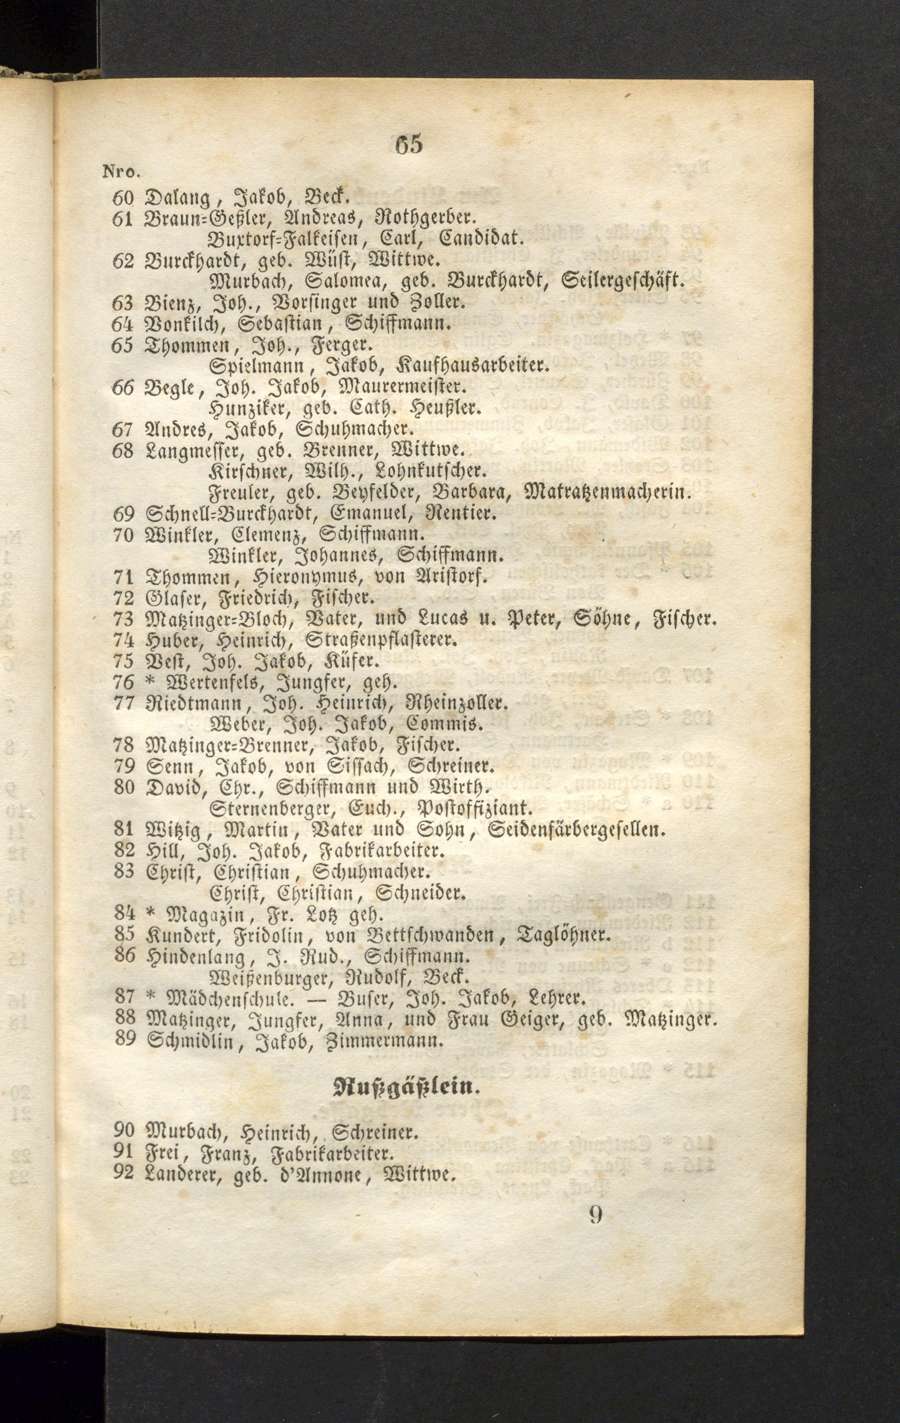 65
Nro.
60 Dalang, Jakob, Beck.
61 Braun-Geßler, Andreas, Rothgerber.
Buxtorf-Falkeisen, Carl, Candidat.
62 Burckhardt, geb. Wüst, Wittwe.
Murbach, Salomea, geb. Burckhardt, Seilergeschäft.
63 Bienz, Joh., Vorsinger und Zoller.
64 Vonkilch, Sebastian, Schiffmann.
65 Thommen, Joh., Ferger.
Spielmann, Jakob, Kaufhausarbeiter.
66 Begle, Joh. Jakob, Maurermeister.
Hunziker, geb. Cath. Heußler.
67 Andres, Jakob, Schuhmacher.
68 Langmesser, geb. Brenner, Wittwe.
Kirschner, Wilh., Lohnkutscher.
Freuler, geb. Beyfelder, Barbara, Matratzenmacherin.
69 Schnell-Burckhardt, Emanuel, Rentier.
70 Winkler, Clemenz, Schiffmann.
Winkler, Johannes, Schiffmann.
71 Thommen, Hieronymus, von Aristorf.
72 Glaser, Friedrich, Fischer.
73 Matzinger-Bloch, Vater, und Lucas u. Peter, Söhne, Fischer.
74 Huber, Heinrich, Straßenpflasterer.
75 Vest, Joh. Jakob, Küfer.
76 * Wertenfels, Jungfer, geh.
77 Riedtmann, Joh. Heinrich, Rheinzoller.
Weber, Joh. Jakob, Commis.
78 Matzinger-Brenner, Jakob, Fischer.
79 Senn, Jakob, von Sissach, Schreiner.
80 David, Chr., Schiffmann und Wirth.
Sternenberger, Euch., Postoffiziant.
81 Witzig, Martin, Vater und Sohn, Seidenfärbergesellen.
82 Hill, Joh. Jakob, Fabrikarbeiter.
83 Christ, Christian, Schuhmacher.
Christ, Christian, Schneider.
84 * Magazin, Fr. Lotz geh.
85 Kundert, Fridolin, von Bettschwanden, Taglöhner.
86 Hindenlang, J. Rud., Schiffmann.
Weißenburger, Rudolf, Beck.
87 * Mädchenschule. — Buser, Joh. Jakob, Lehrer.
88 Matzinger, Jungfer, Anna, und Frau Geiger, geb. Matzinger.
89 Schmidlin, Jakob, Zimmermann.
Nußgäßlein.
90 Murbach, Heinrich, Schreiner.
91 Frei, Franz, Fabrikarbeiter.
92 Landerer, geb. d'Annone, Wittwe.
9